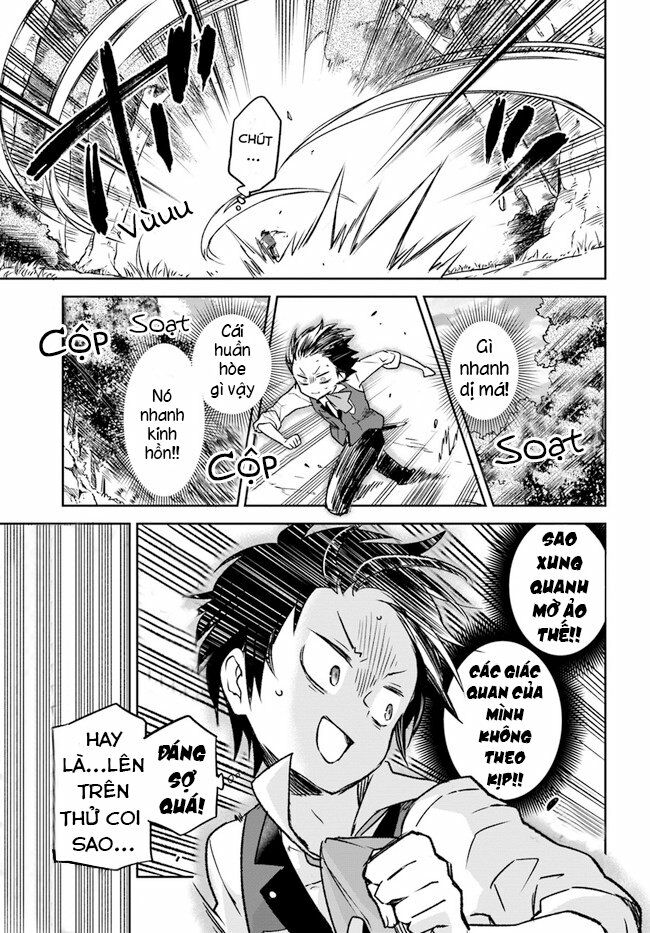 CHÚT
...
Vùuu
Gì
nhanh
dị má!
Soạt
Cái
huần
hòe
gì vậy
Soạt
Cộp
Nó
nhanh
kinh
hồn!!
Cộp
SAO
XUNG
QUANH
MỜ ẢO
THẾ!!
CÁC GIÁC
QUAN CỦA
MÌNH
KHÔNG
THEO
KỊP!!
ĐÁNG
SỢ
QUÁ!
HAY
LÀ...LÊN
TRÊN
THỬ COI
SAO...